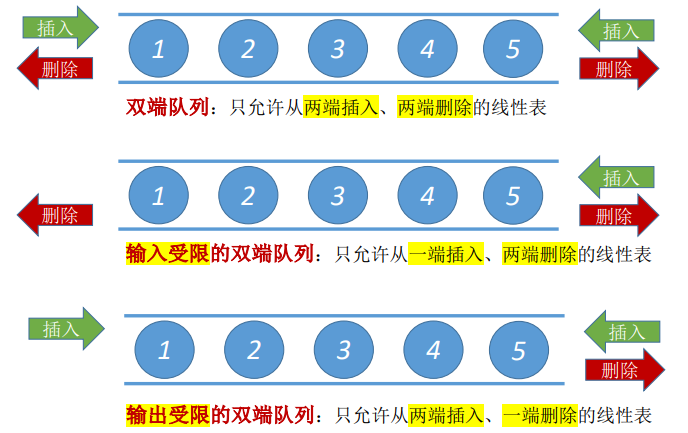 插入 1 2 3 4 5 插入
删除 删除
双端队列：只允许从两端插入、两端删除的线性表
1 2 3 4 5 插入
删除 删除
输入受限的双端队列：只允许从一端插入、两端删除的线性表
插入 1 2 3 4 5 插入
删除
输出受限的双端队列：只允许从两端插入、一端删除的线性表